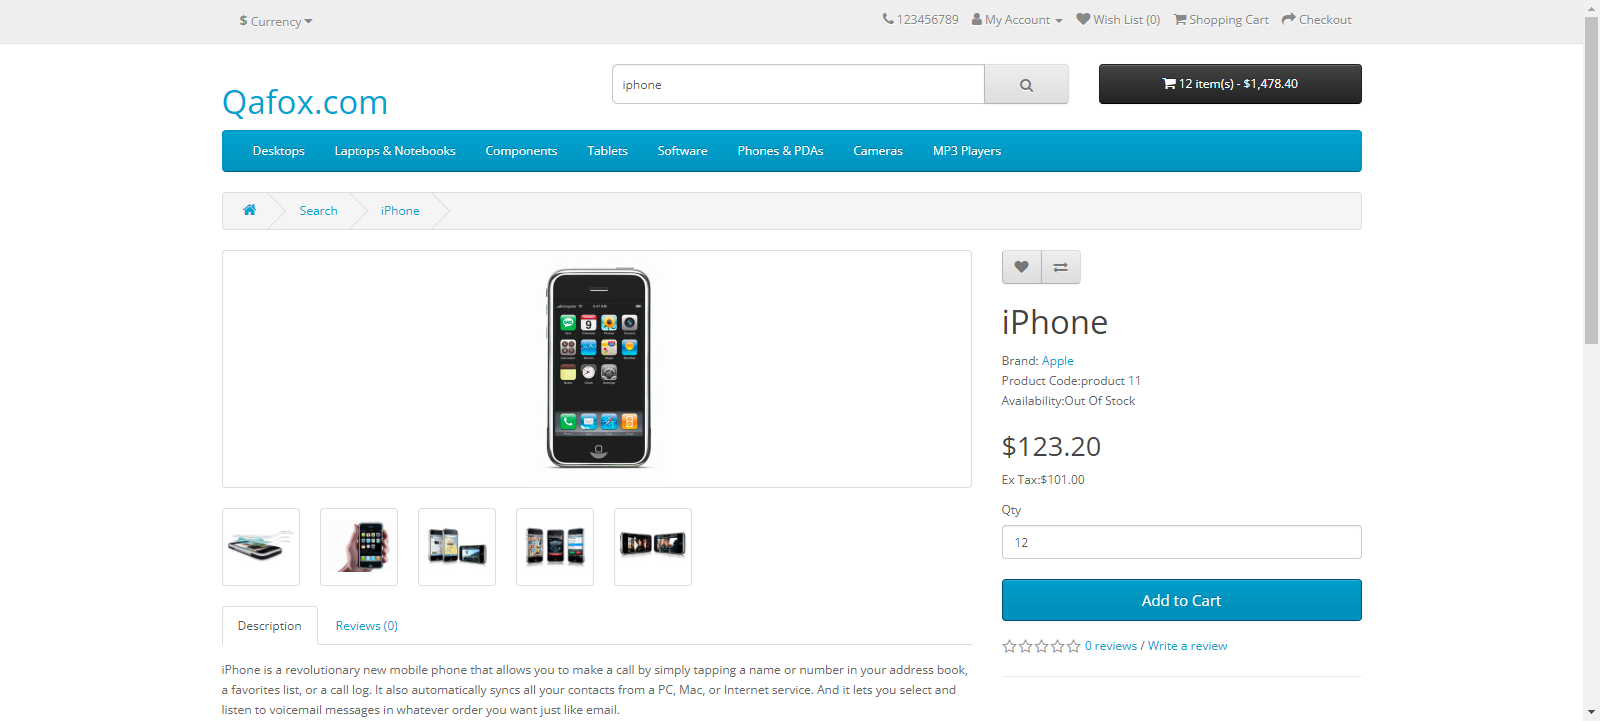 $ Currency
123456789 My Account Wish List (0) Shopping Cart Checkout
Qafox.com
iphone
12 item(s) - $1,478.40
Desktops Laptops & Notebooks Components Tablets Software Phones & PDAs Cameras MP3 Players
Search iPhone
iPhone
Brand: Apple
Product Code:product 11
Availability:Out Of Stock
$123.20
Ex Tax:$101.00
Qty
12
Add to Cart
0 reviews / Write a review
Description Reviews (0)
iPhone is a revolutionary new mobile phone that allows you to make a call by simply tapping a name or number in your address book,
a favorites list, or a call log. It also automatically syncs all your contacts from a PC, Mac, or Internet service. And it lets you select and
listen to voicemail messages in whatever order you want just like email.